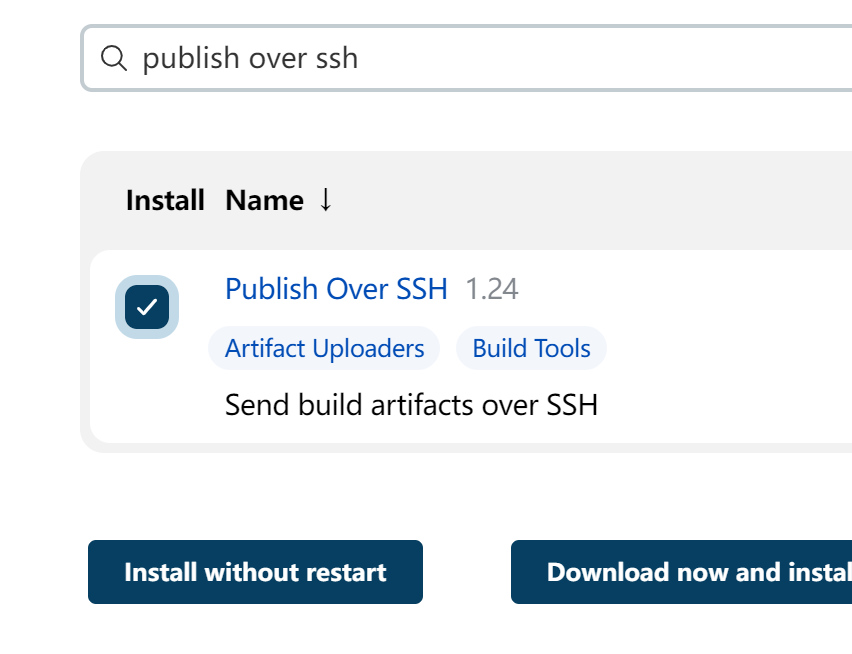 publish over ssh
Install Name ↓
Publish Over SSH 1.24
Artifact Uploaders Build Tools
Send build artifacts over SSH
Install without restart Download now and instal